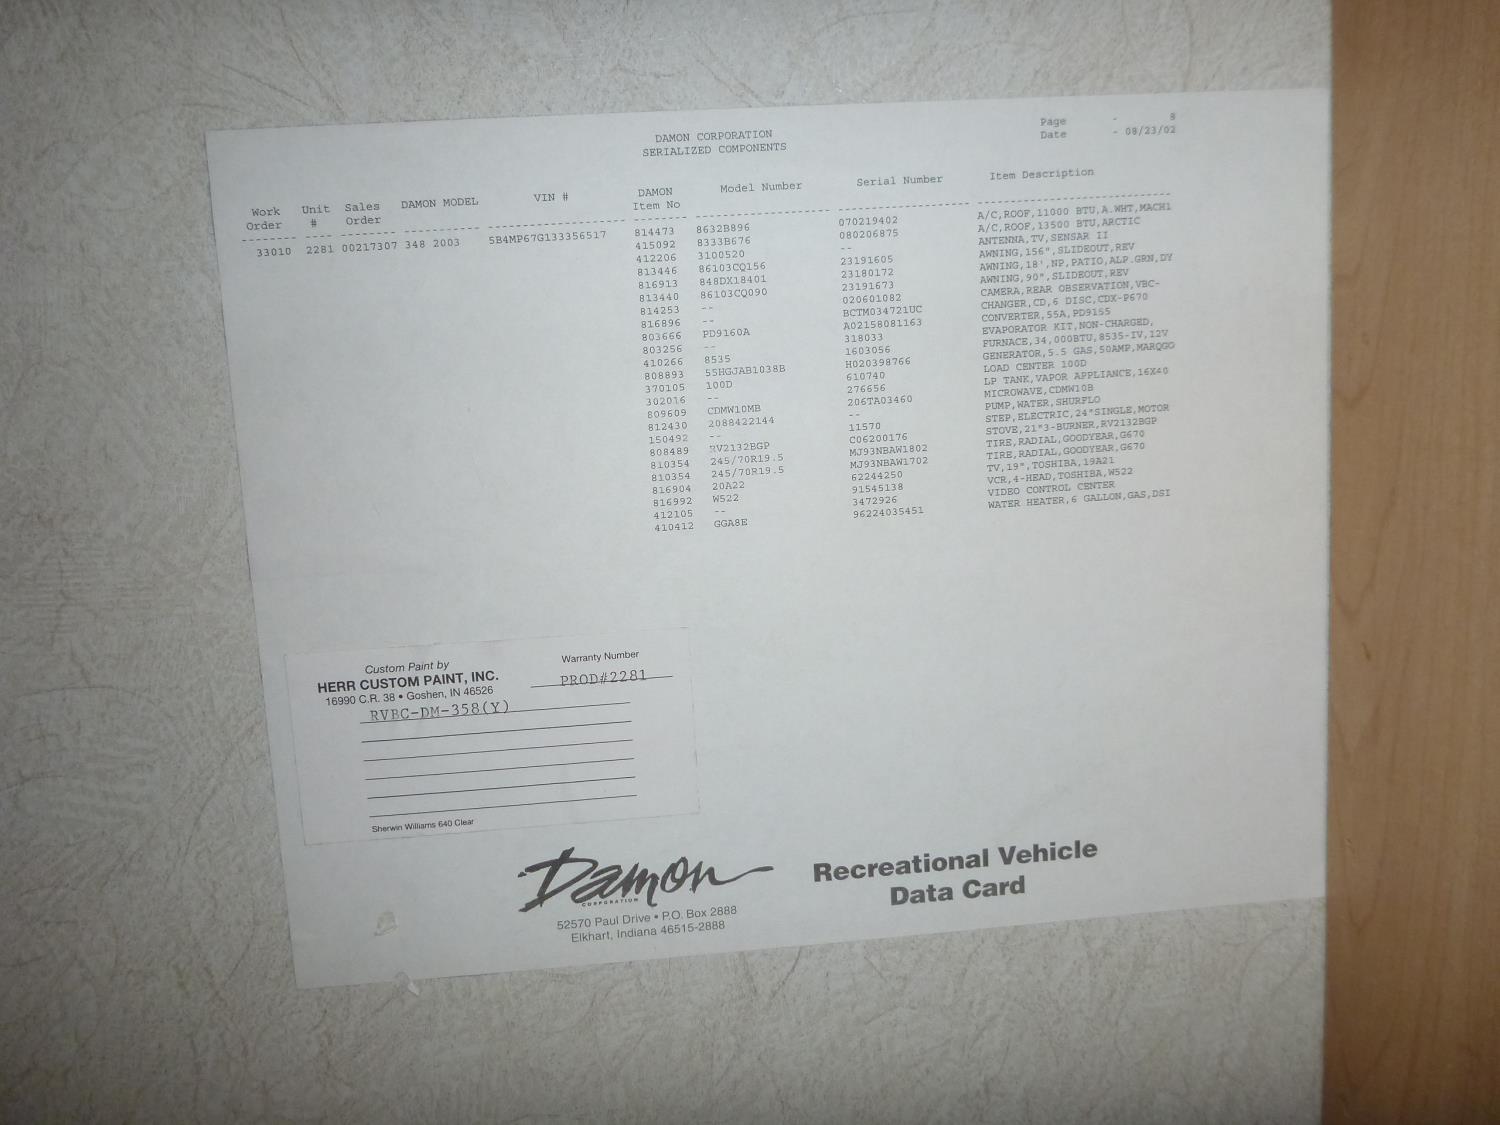 DAMON CORPORATION
SERIALIZED COMPONENTS
Page - 8
Date - 08/23/02
Work Order Unit # Sales Order DAMON MODEL VIN # DAMON Item No Model Number Serial Number Item Description
33010 2281 00217307 348 2003 5B4MP67G133356517
814473 8632B896 070219402 A/C,ROOF,11000 BTU,A.WHT,MACH1
415092 8333B676 080206875 A/C,ROOF,13500 BTU,ARCTIC
412206 3100520 -- ANTENNA,TV,SENSAR II
813446 86103CQ156 23191605 AWNING,156",SLIDEOUT,REV
816913 848DX18401 23180172 AWNING,18',NP,PATIO,ALP.GRN,DY
813440 86103CQ090 23191673 AWNING,90",SLIDEOUT,REV
814253 -- 020601082 CAMERA,REAR OBSERVATION,VBC-
816896 -- BCTM034721UC CHANGER,CD,6 DISC,CDX-P670
803666 PD9160A A02158081163 CONVERTER,55A,PD9155
803256 -- 318033 EVAPORATOR KIT,NON-CHARGED,
410266 8535 1603056 FURNACE,34,000BTU,8535-IV,12V
808893 55HGJAB1038B H020398766 GENERATOR,5.5 GAS,50AMP,MARQGO
370105 100D 610740 LOAD CENTER 100D
302016 -- 276656 LP TANK,VAPOR APPLIANCE,16X40
809609 CDMW10MB 206TA03460 MICROWAVE,CDMW10B
812430 2088422144 -- PUMP,WATER,SHURFLO
150492 -- 11570 STEP,ELECTRIC,24"SINGLE,MOTOR
808489 RV2132BGP C06200176 STOVE,21"3-BURNER,RV2132BGP
810354 245/70R19.5 MJ93NBAW1802 TIRE,RADIAL,GOODYEAR,G670
810354 245/70R19.5 MJ93NBAW1702 TIRE,RADIAL,GOODYEAR,G670
816904 20A22 62244250 TV,19",TOSHIBA,19A21
816992 W522 91545138 VCR,4-HEAD,TOSHIBA,W522
412105 -- 3472926 VIDEO CONTROL CENTER
410412 GGA8E 96224035451 WATER HEATER,6 GALLON,GAS,DSI
Custom Paint by
HERR CUSTOM PAINT, INC.
16990 C.R. 38 • Goshen, IN 46526
Warranty Number
PROD#2281
RVBC-DM-358(Y)
Sherwin Williams 640 Clear
Damon
CORPORATION
52570 Paul Drive • P.O. Box 2888
Elkhart, Indiana 46515-2888
Recreational Vehicle
Data Card